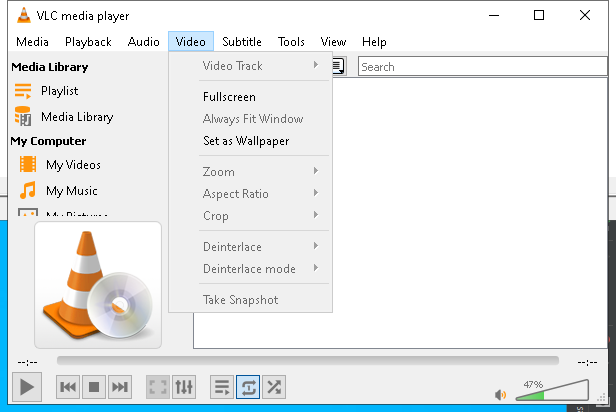 VLC media player
Media Playback Audio Video Subtitle Tools View Help
Media Library
Playlist
Media Library
My Computer
My Videos
My Music
My Pictures
Video Track
Fullscreen
Always Fit Window
Set as Wallpaper
Zoom
Aspect Ratio
Crop
Deinterlace
Deinterlace mode
Take Snapshot
Search
--:--
--:--
47%